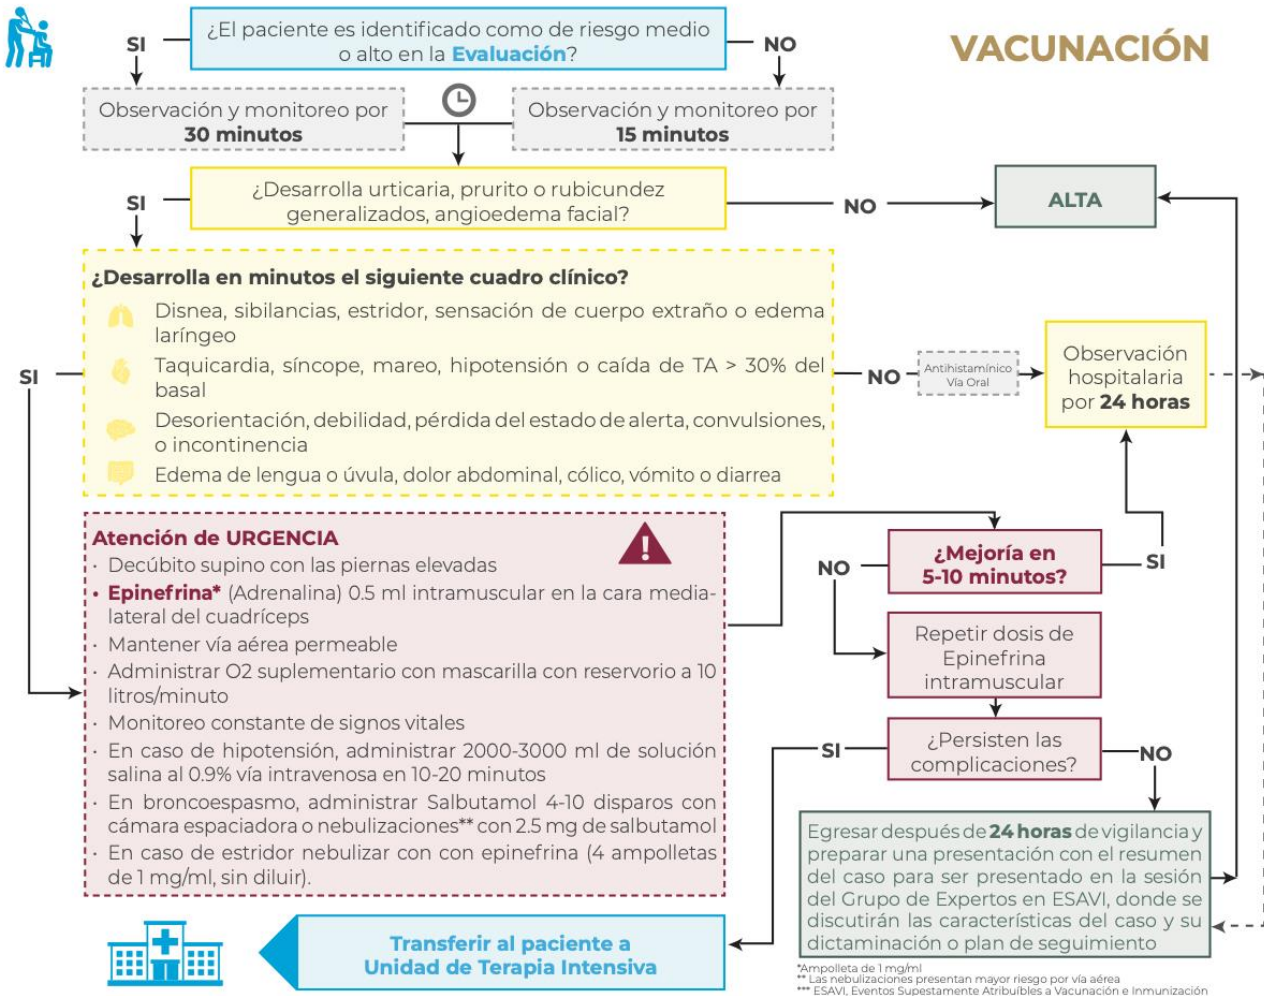 VACUNACIÓN
¿El paciente es identificado como de riesgo medio
o alto en la Evaluación?
SI
NO
Observación y monitoreo por
30 minutos
Observación y monitoreo por
15 minutos
¿Desarrolla urticaria, prurito o rubicundez
generalizados, angioedema facial?
SI
NO
ALTA
¿Desarrolla en minutos el siguiente cuadro clínico?
Disnea, sibilancias, estridor, sensación de cuerpo extraño o edema
laríngeo
Taquicardia, síncope, mareo, hipotensión o caída de TA > 30% del
basal
Desorientación, debilidad, pérdida del estado de alerta, convulsiones,
o incontinencia
Edema de lengua o úvula, dolor abdominal, cólico, vómito o diarrea
SI
NO
Antihistamínico
Vía Oral
Observación
hospitalaria
por 24 horas
Atención de URGENCIA
· Decúbito supino con las piernas elevadas
• Epinefrina* (Adrenalina) 0.5 ml intramuscular en la cara media-
lateral del cuadríceps
· Mantener vía aérea permeable
· Administrar O2 suplementario con mascarilla con reservorio a 10
litros/minuto
· Monitoreo constante de signos vitales
· En caso de hipotensión, administrar 2000-3000 ml de solución
salina al 0.9% vía intravenosa en 10-20 minutos
· En broncoespasmo, administrar Salbutamol 4-10 disparos con
cámara espaciadora o nebulizaciones** con 2.5 mg de salbutamol
· En caso de estridor nebulizar con con epinefrina (4 ampolletas
de 1 mg/ml, sin diluir).
¿Mejoría en
5-10 minutos?
NO
SI
Repetir dosis de
Epinefrina
intramuscular
¿Persisten las
complicaciones?
SI
NO
Egresar después de 24 horas de vigilancia y
preparar una presentación con el resumen
del caso para ser presentado en la sesión
del Grupo de Expertos en ESAVI, donde se
discutirán las características del caso y su
dictaminación o plan de seguimiento
Transferir al paciente a
Unidad de Terapia Intensiva
*Ampolleta de 1 mg/ml
** Las nebulizaciones presentan mayor riesgo por vía aérea
*** ESAVI, Eventos Supestamente Atribuíbles a Vacunación e Inmunización